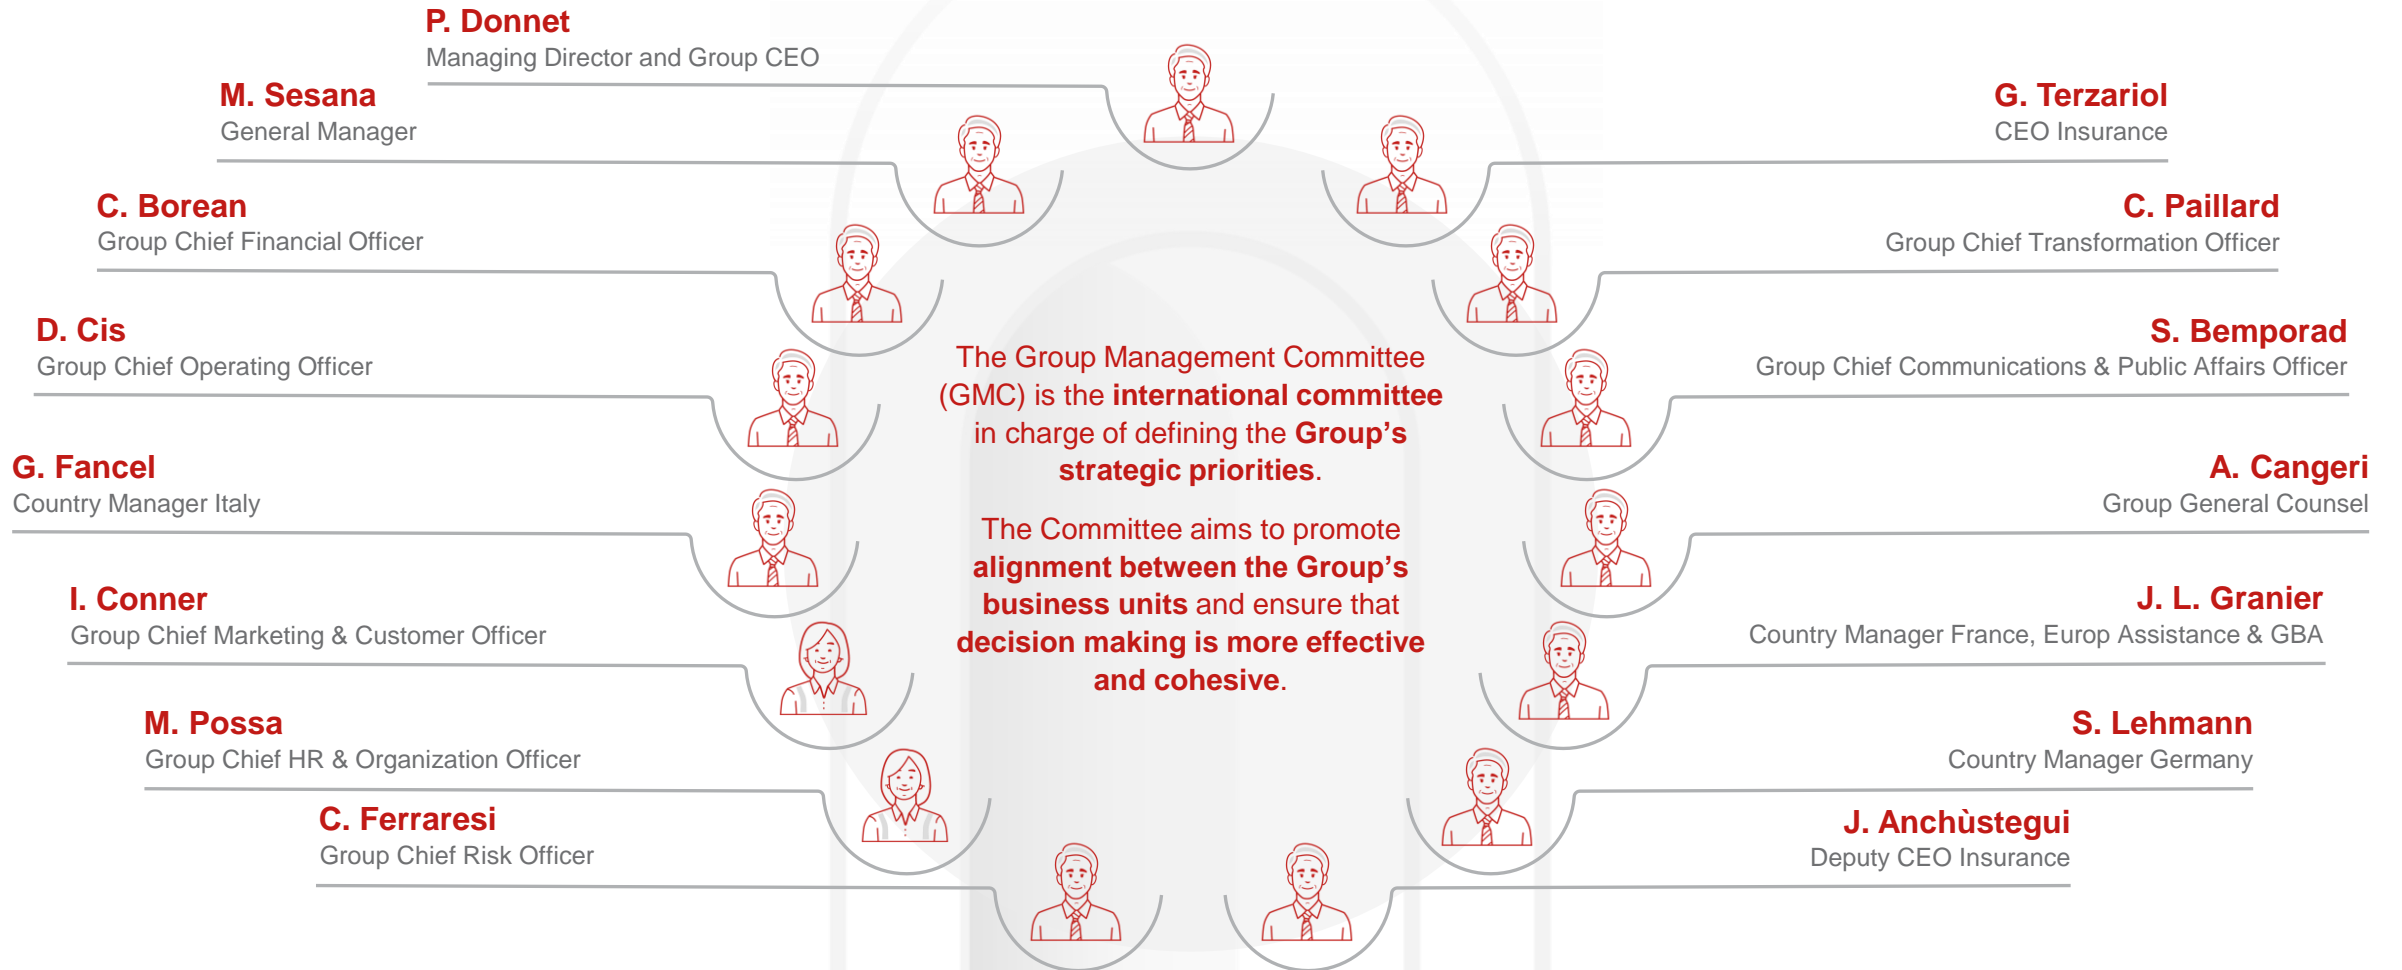 P. Donnet
Managing Director and Group CEO
M. Sesana
General Manager
C. Borean
Group Chief Financial Officer
D. Cis
Group Chief Operating Officer
G. Fancel
Country Manager Italy
I. Conner
Group Chief Marketing & Customer Officer
M. Possa
Group Chief HR & Organization Officer
C. Ferraresi
Group Chief Risk Officer
The Group Management Committee
(GMC) is the international committee
in charge of defining the Group’s
strategic priorities.
The Committee aims to promote
alignment between the Group’s
business units and ensure that
decision making is more effective
and cohesive.
G. Terzariol
CEO Insurance
C. Paillard
Group Chief Transformation Officer
S. Bemporad
Group Chief Communications & Public Affairs Officer
A. Cangeri
Group General Counsel
J. L. Granier
Country Manager France, Europ Assistance & GBA
S. Lehmann
Country Manager Germany
J. Anchùstegui
Deputy CEO Insurance